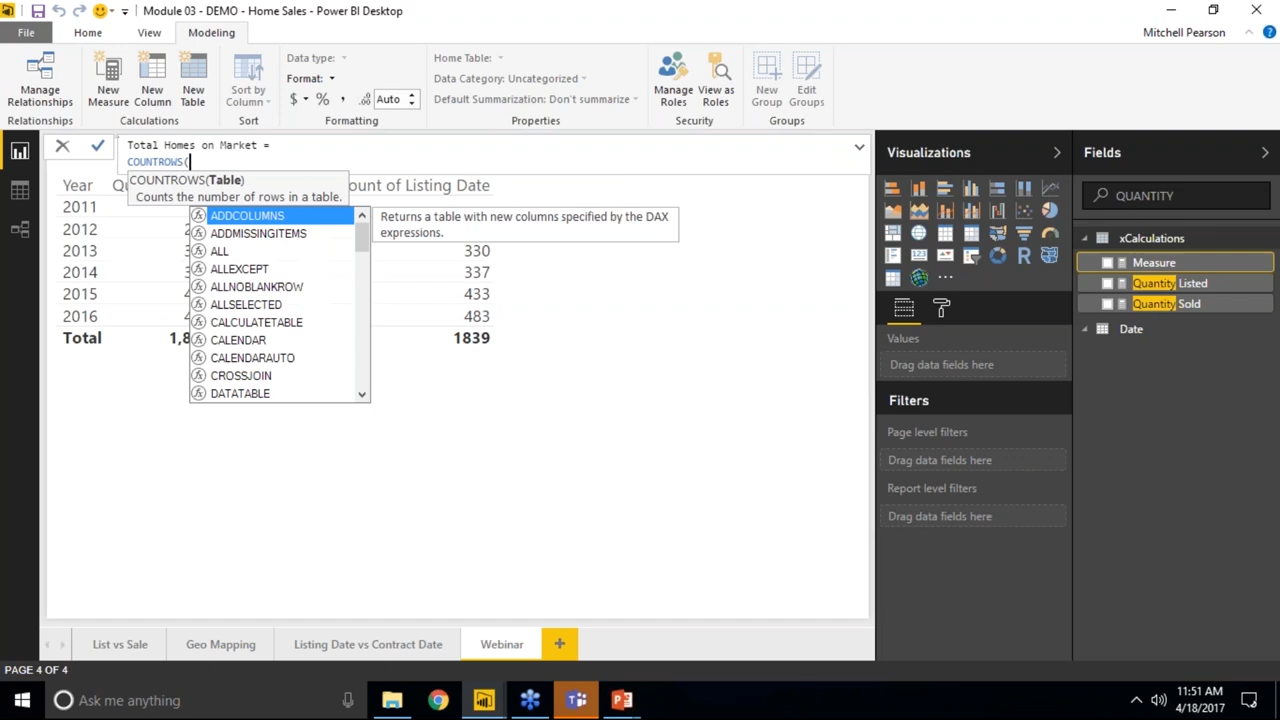 Module 03 - DEMO - Home Sales - Power BI Desktop
File Home View Modeling Mitchell Pearson
Manage Relationships
New Measure
New Column
New Table
Sort by Column
Data type:
Format:
$ % , Auto
Home Table:
Data Category: Uncategorized
Default Summarization: Don't summarize
Manage Roles
View as Roles
New Group
Edit Groups
Relationships Calculations Sort Formatting Properties Security Groups
Total Homes on Market =
COUNTROWS(
COUNTROWS(Table)
Counts the number of rows in a table.
ADDCOLUMNS
ADDMISSINGITEMS
ALL
ALLEXCEPT
ALLNOBLANKROW
ALLSELECTED
CALCULATETABLE
CALENDAR
CALENDARAUTO
CROSSJOIN
DATATABLE
Returns a table with new columns specified by the DAX
expressions.
Year ount of Listing Date
2011
2012
2013 330
2014 337
2015 433
2016 483
Total 1,8 1839
Visualizations
Values
Drag data fields here
Filters
Page level filters
Drag data fields here
Report level filters
Drag data fields here
Fields
QUANTITY
xCalculations
Measure
Quantity Listed
Quantity Sold
Date
List vs Sale Geo Mapping Listing Date vs Contract Date Webinar
PAGE 4 OF 4
Ask me anything
11:51 AM
4/18/2017